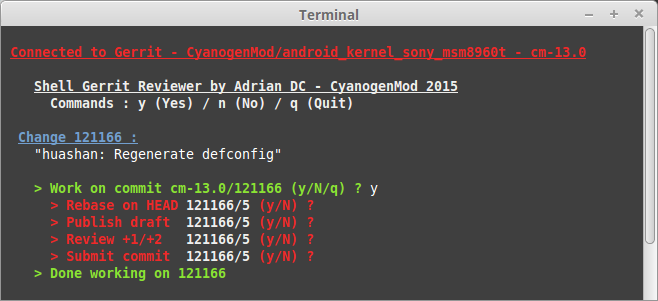 Terminal
Connected to Gerrit - CyanogenMod/android_kernel_sony_msm8960t - cm-13.0
Shell Gerrit Reviewer by Adrian DC - CyanogenMod 2015
Commands : y (Yes) / n (No) / q (Quit)
Change 121166 :
"huashan: Regenerate defconfig"
> Work on commit cm-13.0/121166 (y/N/q) ? y
> Rebase on HEAD 121166/5 (y/N) ?
> Publish draft 121166/5 (y/N) ?
> Review +1/+2 121166/5 (y/N) ?
> Submit commit 121166/5 (y/N) ?
> Done working on 121166